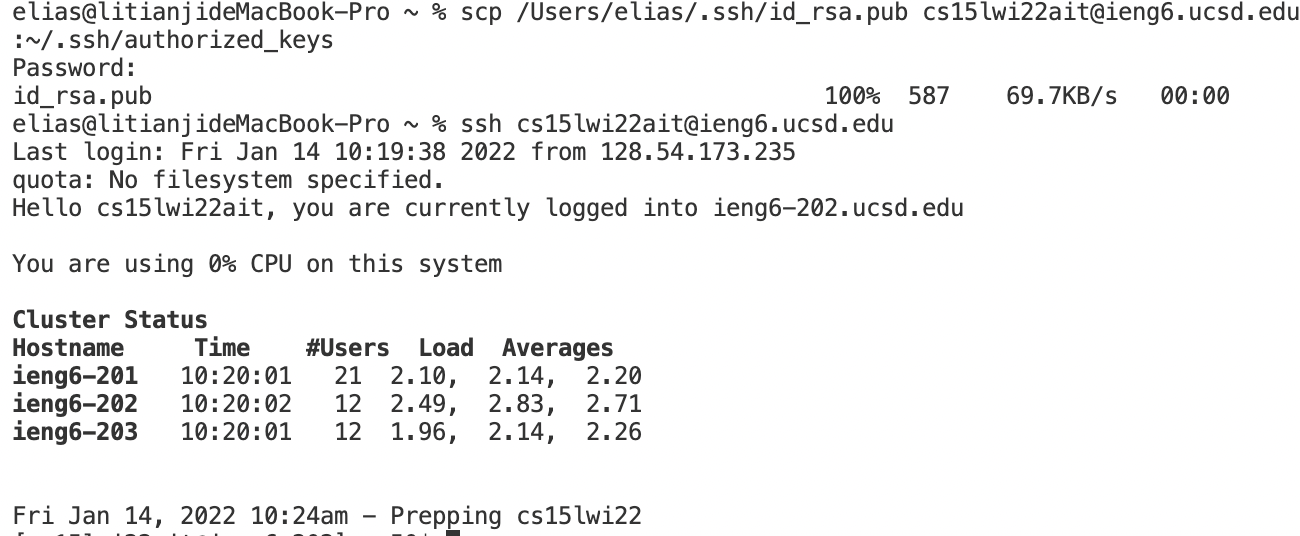 elias@litianjideMacBook-Pro ~ % scp /Users/elias/.ssh/id_rsa.pub cs15lwi22ait@ieng6.ucsd.edu
:~/.ssh/authorized_keys
Password:
id_rsa.pub 100% 587 69.7KB/s 00:00
elias@litianjideMacBook-Pro ~ % ssh cs15lwi22ait@ieng6.ucsd.edu
Last login: Fri Jan 14 10:19:38 2022 from 128.54.173.235
quota: No filesystem specified.
Hello cs15lwi22ait, you are currently logged into ieng6-202.ucsd.edu
You are using 0% CPU on this system
Cluster Status
Hostname Time #Users Load Averages
ieng6-201 10:20:01 21 2.10, 2.14, 2.20
ieng6-202 10:20:02 12 2.49, 2.83, 2.71
ieng6-203 10:20:01 12 1.96, 2.14, 2.26
Fri Jan 14, 2022 10:24am - Prepping cs15lwi22